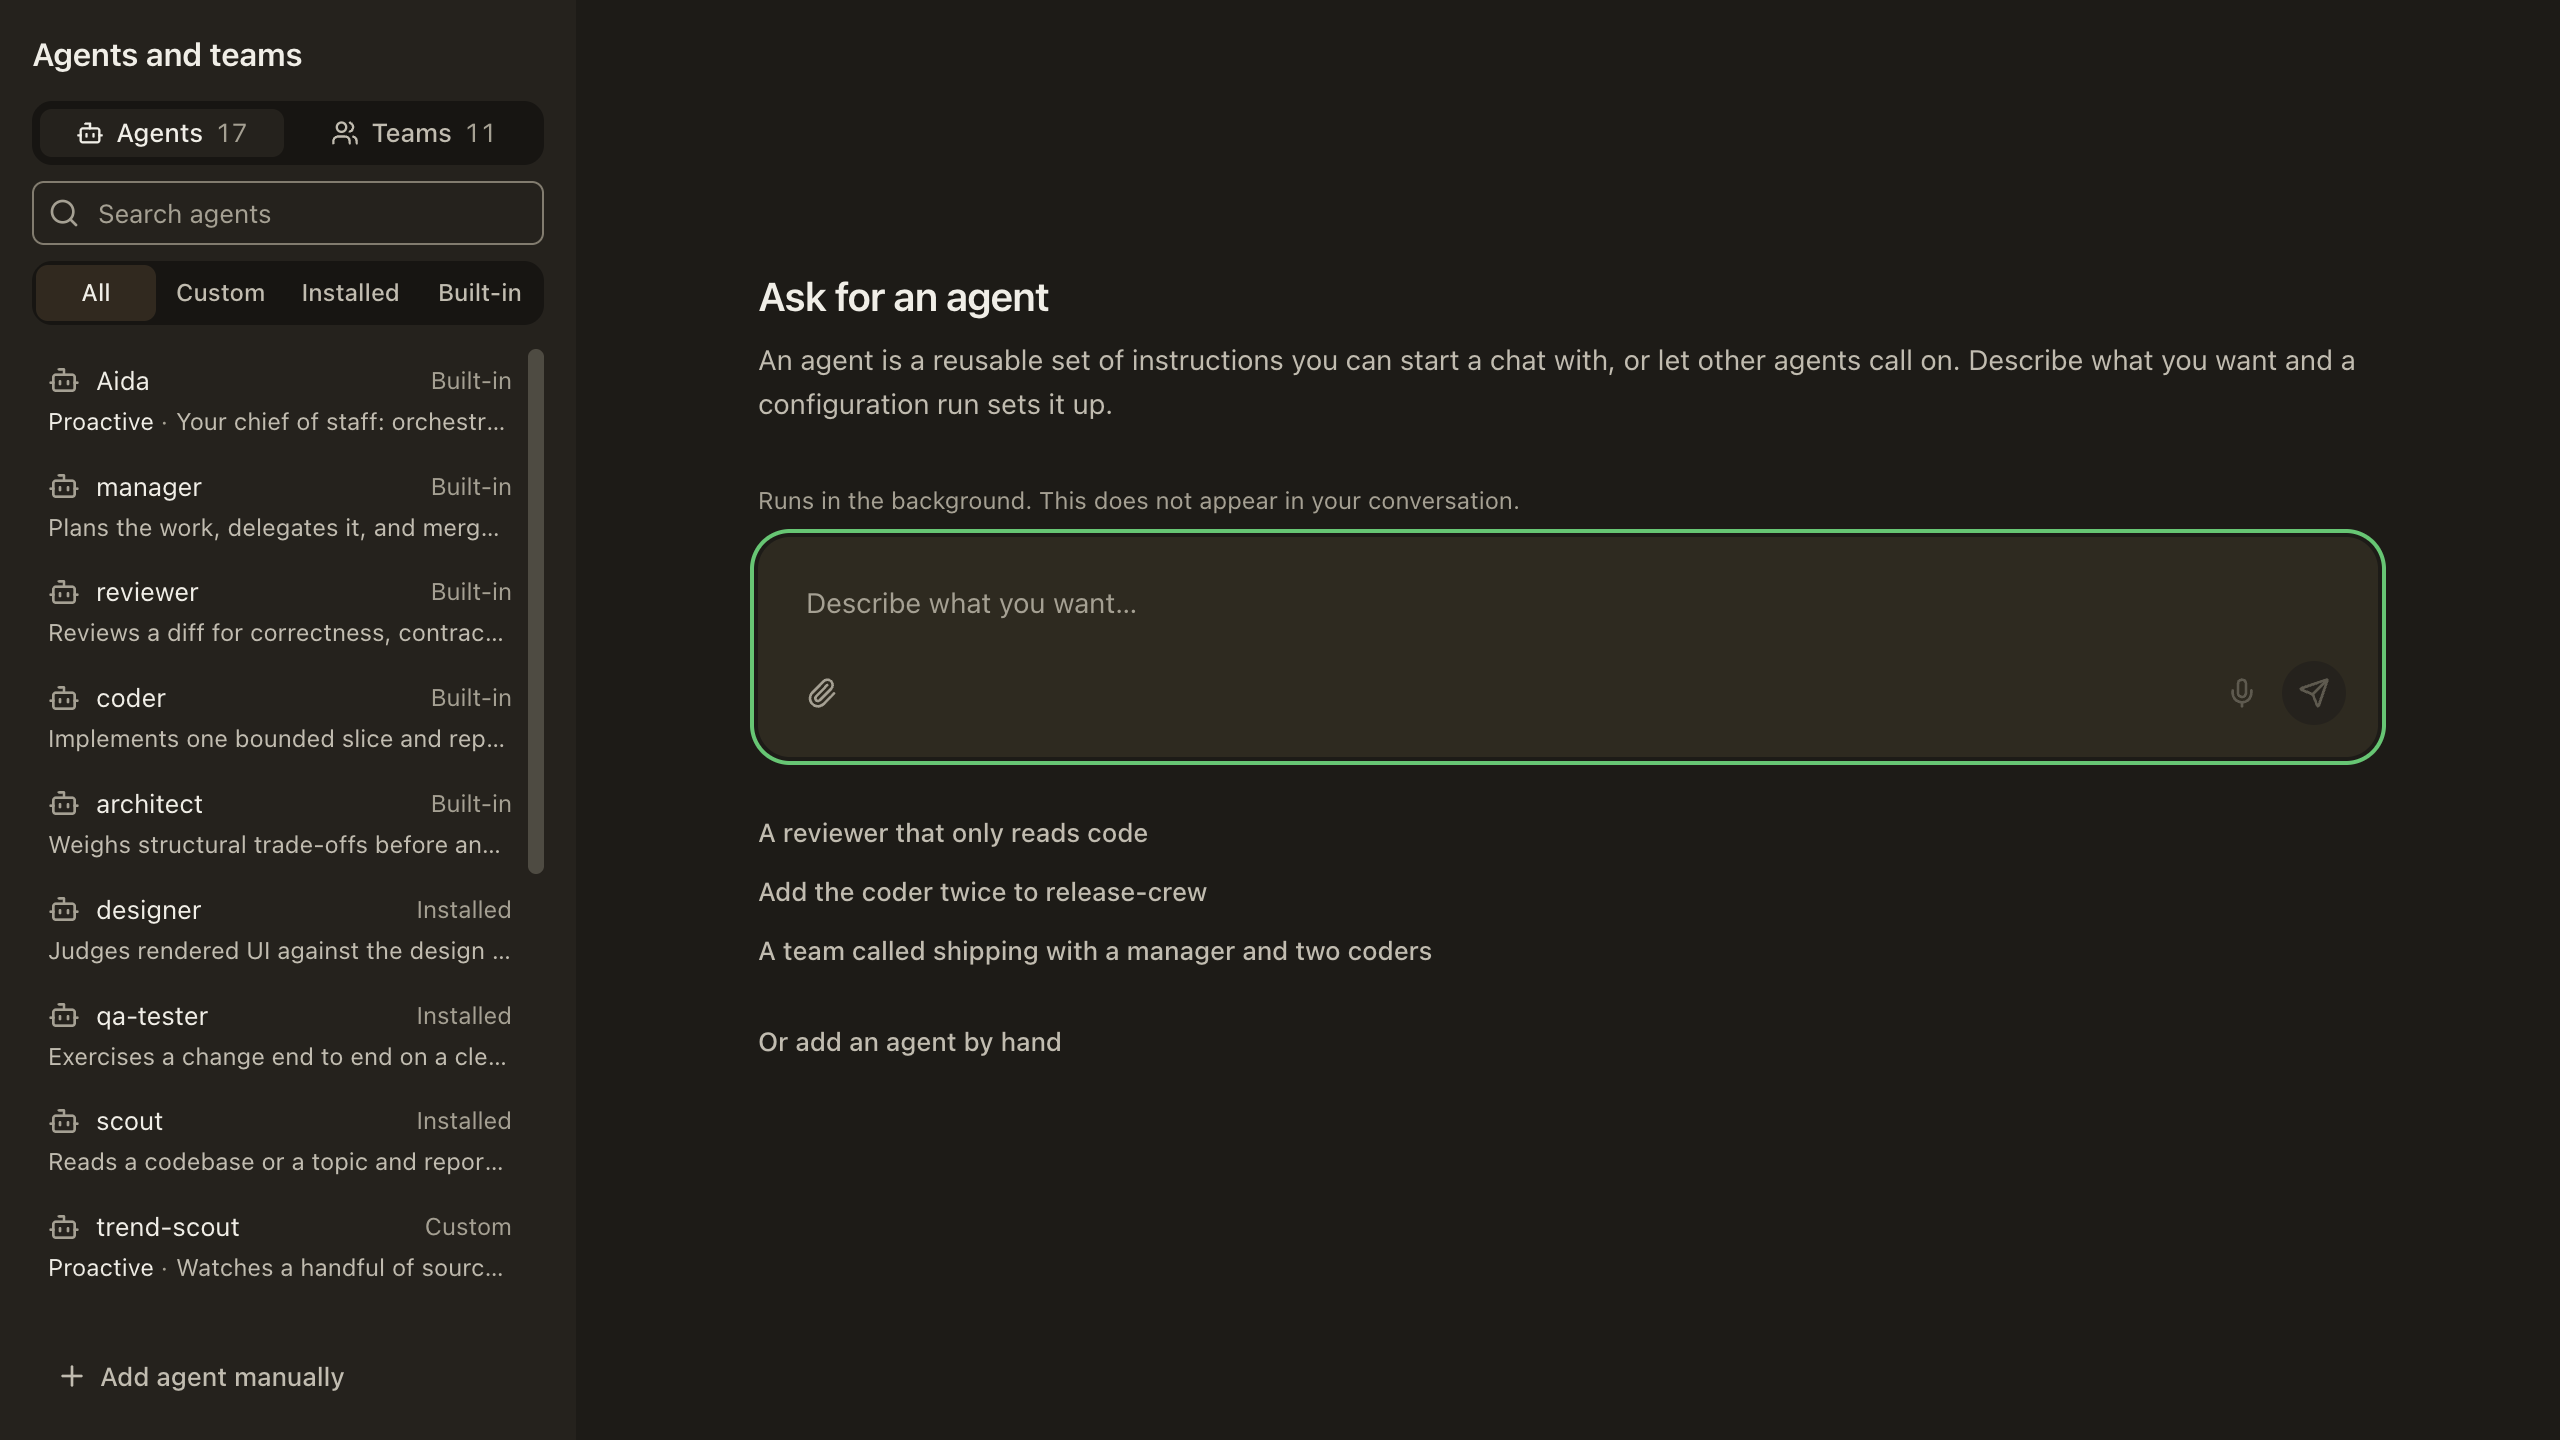 Agents and teams
Agents 17
Teams 11
Search agents
All
Custom
Installed
Built-in
Aida
Built-in
Proactive · Your chief of staff: orchestr...
manager
Built-in
Plans the work, delegates it, and merg...
reviewer
Built-in
Reviews a diff for correctness, contrac...
coder
Built-in
Implements one bounded slice and rep...
architect
Built-in
Weighs structural trade-offs before an...
designer
Installed
Judges rendered UI against the design ...
qa-tester
Installed
Exercises a change end to end on a cle...
scout
Installed
Reads a codebase or a topic and repor...
trend-scout
Custom
Proactive · Watches a handful of sourc...
Add agent manually
Ask for an agent
An agent is a reusable set of instructions you can start a chat with, or let other agents call on. Describe what you want and a
configuration run sets it up.
Runs in the background. This does not appear in your conversation.
Describe what you want...
A reviewer that only reads code
Add the coder twice to release-crew
A team called shipping with a manager and two coders
Or add an agent by hand